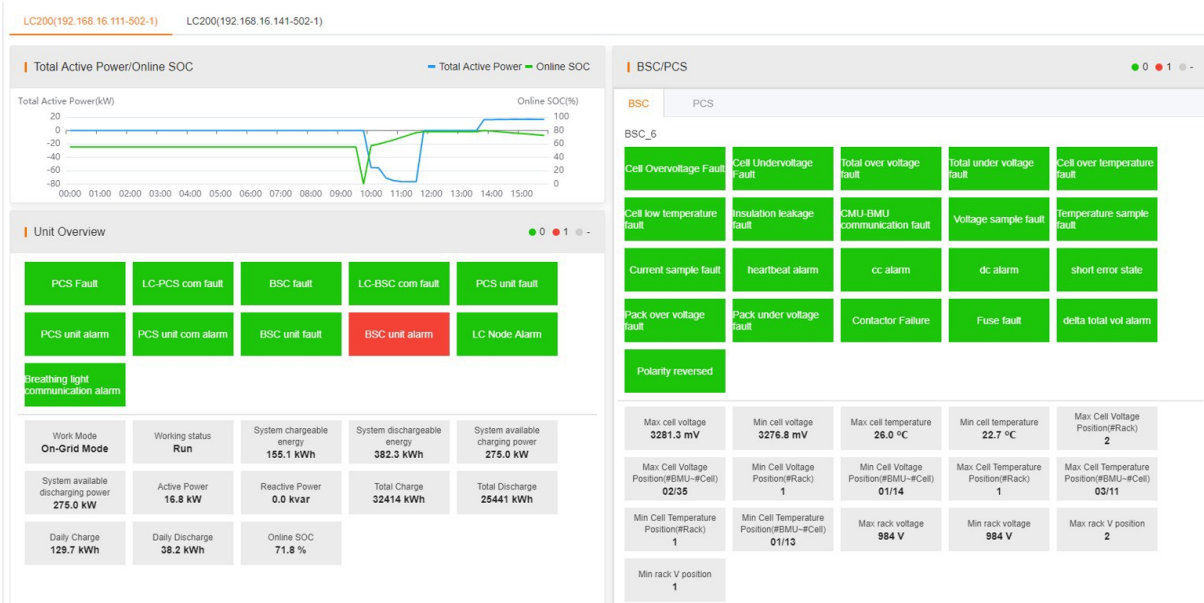 LC200(192.168.16.111-502-1) LC200(192.168.16.141-502-1)
Total Active Power/Online SOC
Total Active Power Online SOC
Total Active Power(kW) Online SOC(%)
20 100
0 80
-20 60
-40 40
-60 20
-80 0
00:00 01:00 02:00 03:00 04:00 05:00 06:00 07:00 08:00 09:00 10:00 11:00 12:00 13:00 14:00 15:00
Unit Overview
0 1 -
PCS Fault
LC-PCS com fault
BSC fault
LC-BSC com fault
PCS unit fault
PCS unit alarm
PCS unit com alarm
BSC unit fault
BSC unit alarm
LC Node Alarm
Breathing light
communication alarm
Work Mode
On-Grid Mode
Working status
Run
System chargeable
energy
155.1 kWh
System dischargeable
energy
382.3 kWh
System available
charging power
275.0 kW
System available
discharging power
275.0 kW
Active Power
16.8 kW
Reactive Power
0.0 kvar
Total Charge
32414 kWh
Total Discharge
25441 kWh
Daily Charge
129.7 kWh
Daily Discharge
38.2 kWh
Online SOC
71.8 %
BSC/PCS
0 1 -
BSC PCS
BSC_6
Cell Overvoltage Fault
Cell Undervoltage
Fault
Total over voltage
fault
Total under voltage
fault
Cell over temperature
fault
Cell low temperature
fault
Insulation leakage
fault
CMU-BMU
communication fault
Voltage sample fault
Temperature sample
fault
Current sample fault
heartbeat alarm
cc alarm
dc alarm
short error state
Pack over voltage
fault
Pack under voltage
fault
Contactor Failure
Fuse fault
delta total vol alarm
Polarity reversed
Max cell voltage
3281.3 mV
Min cell voltage
3276.8 mV
Max cell temperature
26.0 ºC
Min cell temperature
22.7 ºC
Max Cell Voltage
Position(#Rack)
2
Max Cell Voltage
Position(#BMU~#Cell)
02/35
Min Cell Voltage
Position(#Rack)
1
Min Cell Voltage
Position(#BMU~#Cell)
01/14
Max Cell Temperature
Position(#Rack)
1
Max Cell Temperature
Position(#BMU~#Cell)
03/11
Min Cell Temperature
Position(#Rack)
1
Min Cell Temperature
Position(#BMU~#Cell)
01/13
Max rack voltage
984 V
Min rack voltage
984 V
Max rack V position
2
Min rack V position
1